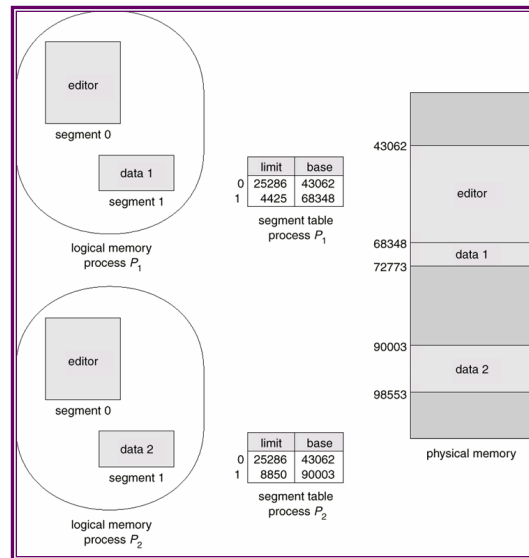 editor
segment 0
data 1
segment 1
logical memory
process P1
limit base
0 25286 43062
1 4425 68348
segment table
process P1
editor
segment 0
data 2
segment 1
logical memory
process P2
limit base
0 25286 43062
1 8850 90003
segment table
process P2
43062
editor
68348
data 1
72773
90003
data 2
98553
physical memory